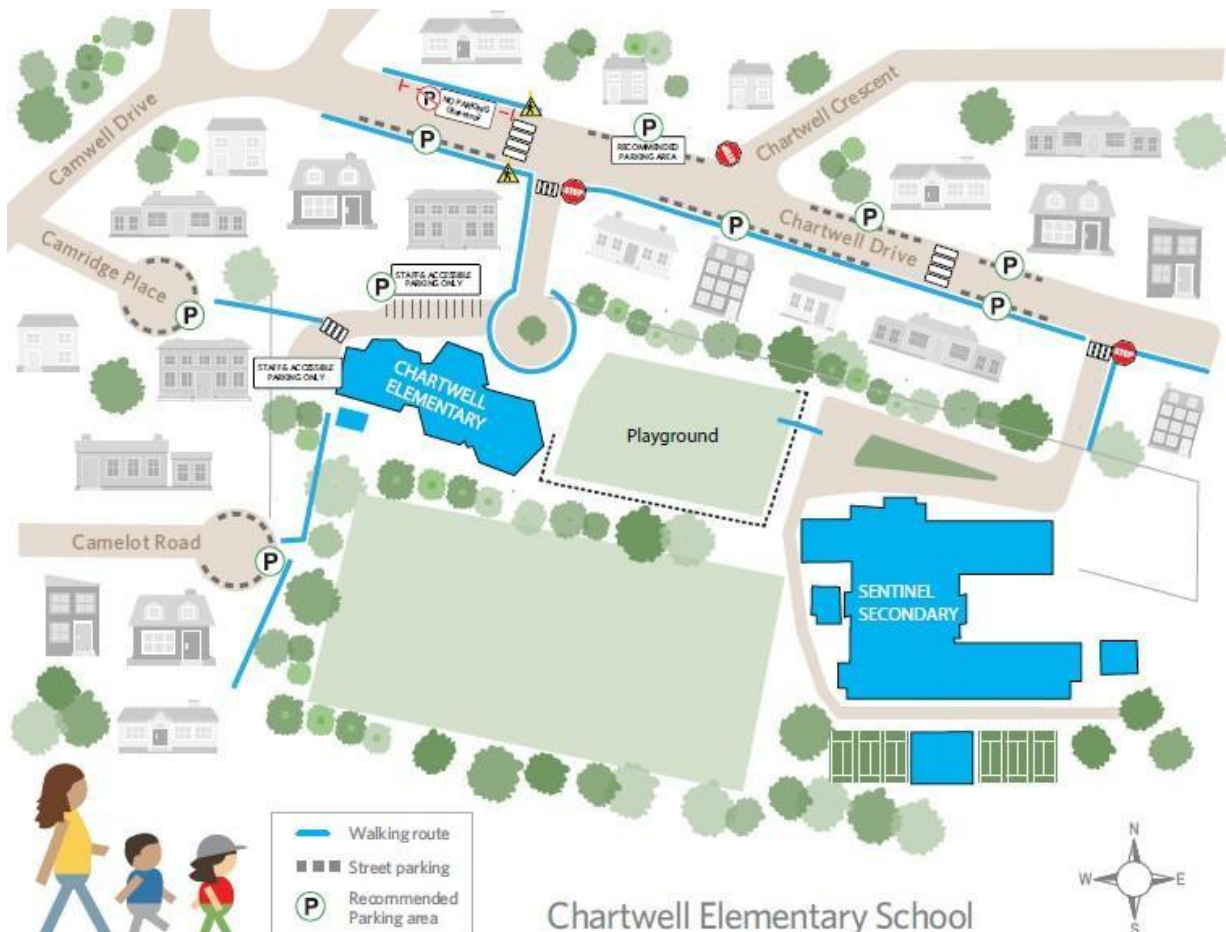 Camwell Drive
P
NO PARKING
P
P
RECOMMENDED
PARKING AREA
Chartwell Crescent
STOP
P
P
Chartwell Drive
P
P
Camridge Place
P
P
STAFF & ACCESSIBLE
PARKING ONLY
STAFF & ACCESSIBLE
PARKING ONLY
CHARTWELL
ELEMENTARY
Playground
STOP
Camelot Road
P
SENTINEL
SECONDARY
Walking route
Street parking
P
Recommended
Parking area
Chartwell Elementary School
N
W
E
S